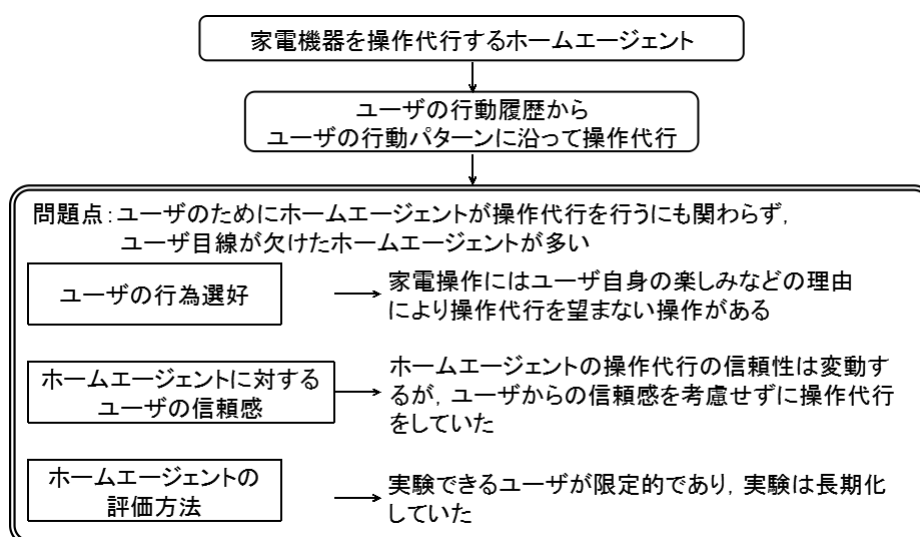 家電機器を操作代行するホームエージェント
ユーザの行動履歴から
ユーザの行動パターンに沿って操作代行
問題点：ユーザのためにホームエージェントが操作代行を行うにも関わらず，
ユーザ目線が欠けたホームエージェントが多い
ユーザの行為選好
家電操作にはユーザ自身の楽しみなどの理由
により操作代行を望まない操作がある
ホームエージェントに対する
ユーザの信頼感
ホームエージェントの操作代行の信頼性は変動す
るが，ユーザからの信頼感を考慮せずに操作代行
をしていた
ホームエージェントの
評価方法
実験できるユーザが限定的であり，実験は長期化
していた